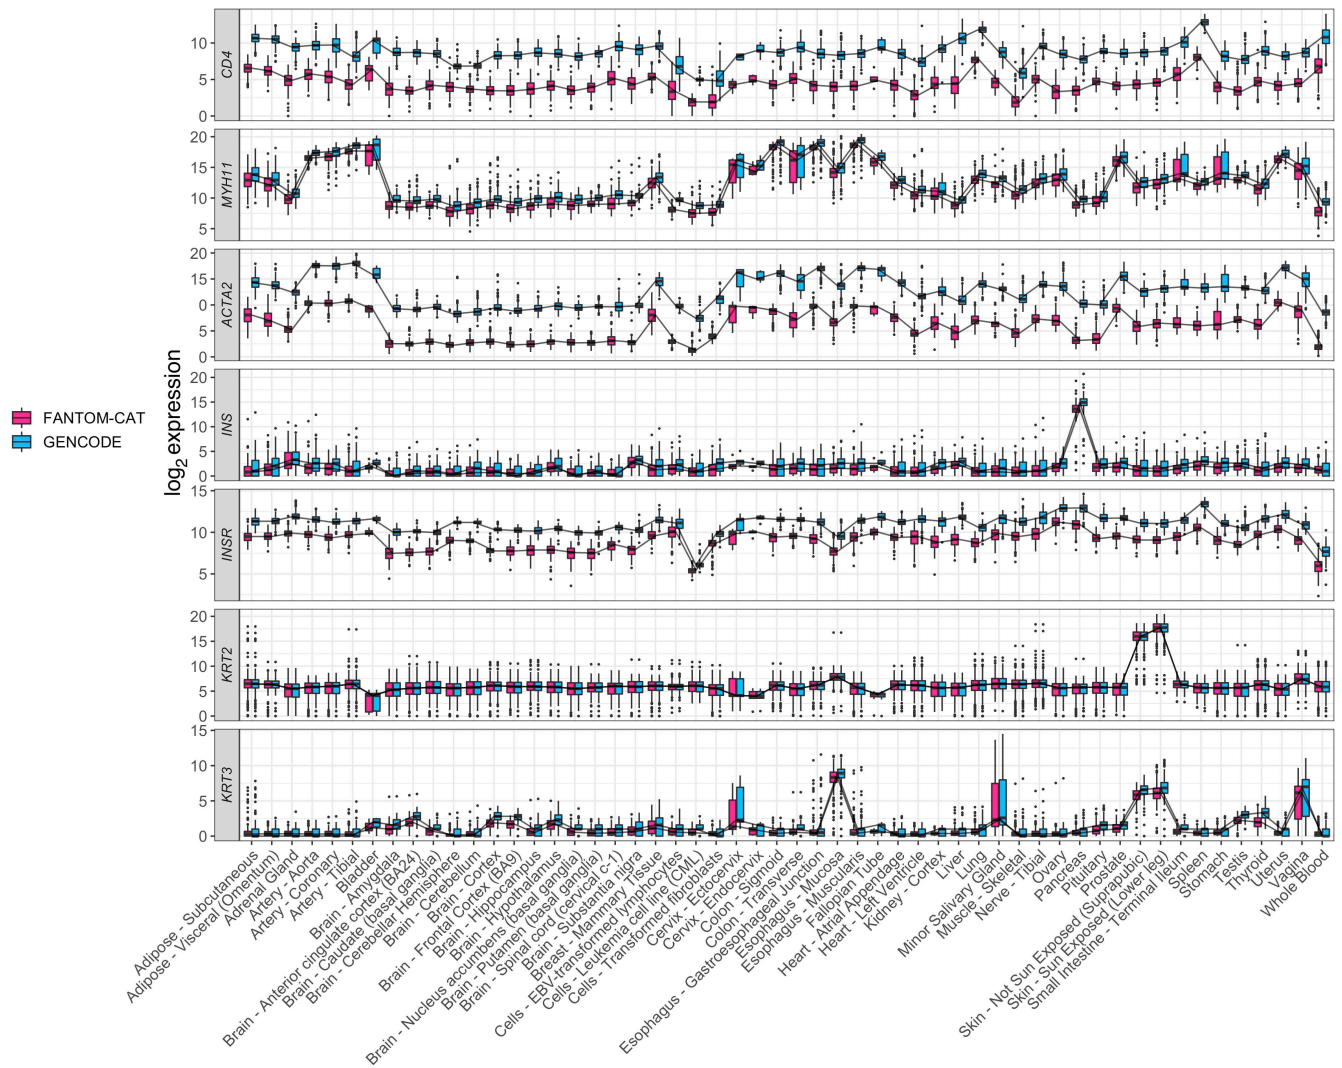 CD4
10
5
0
MYH11
20
15
10
5
ACTA2
20
15
0
5
0
INS
20
15
10
5
0
INSR
15
10
5
KRT2
20
15
10
5
0
KRT3
15
10
5
0
log2 expression
FANTOM-CAT
GENCODE
Adipose - Subcutaneous
Adipose - Visceral (Omentum)
Adrenal Gland
Artery - Aorta
Artery - Coronary
Artery - Tibial
Bladder
Brain - Amygdala
Brain - Anterior cingulate cortex (BA24)
Brain - Caudate (basal ganglia)
Brain - Cerebellar Hemisphere
Brain - Cerebellum
Brain - Cortex
Brain - Frontal Cortex (BA9)
Brain - Hippocampus
Brain - Hypothalamus
Brain - Nucleus accumbens (basal ganglia)
Brain - Putamen (basal ganglia)
Brain - Spinal cord (cervical c-1)
Brain - Substantia nigra
Breast - Mammary Tissue
Cells - EBV-transformed lymphocytes
Cells - Leukemia cell line (CML)
Cells - Transformed fibroblasts
Cervix - Ectocervix
Cervix - Endocervix
Colon - Sigmoid
Colon - Transverse
Esophagus - Gastroesophageal Junction
Esophagus - Mucosa
Esophagus - Muscularis
Fallopian Tube
Heart - Atrial Appendage
Heart - Left Ventricle
Kidney - Cortex
Liver
Lung
Minor Salivary Gland
Muscle - Skeletal
Nerve - Tibial
Ovary
Pancreas
Pituitary
Prostate
Skin - Not Sun Exposed (Suprapubic)
Skin - Sun Exposed (Lower leg)
Small Intestine - Terminal Ileum
Spleen
Stomach
Testis
Thyroid
Uterus
Vagina
Whole Blood